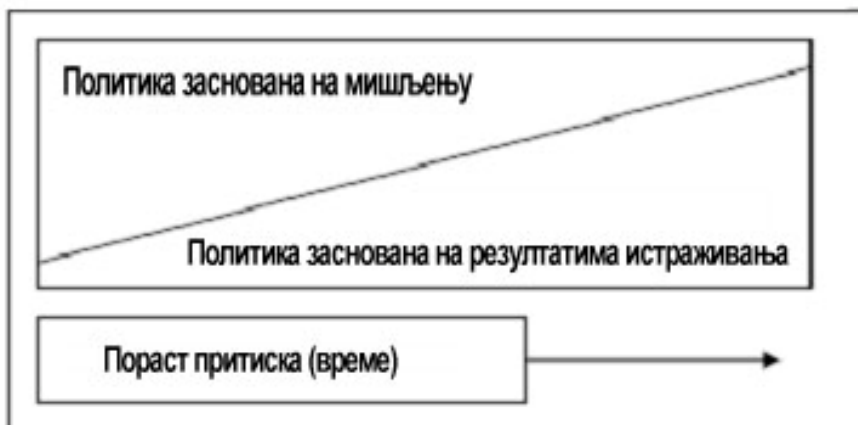 Политика заснована на мишљењу
Политика заснована на резултатима истраживања
Пораст притиска (време)